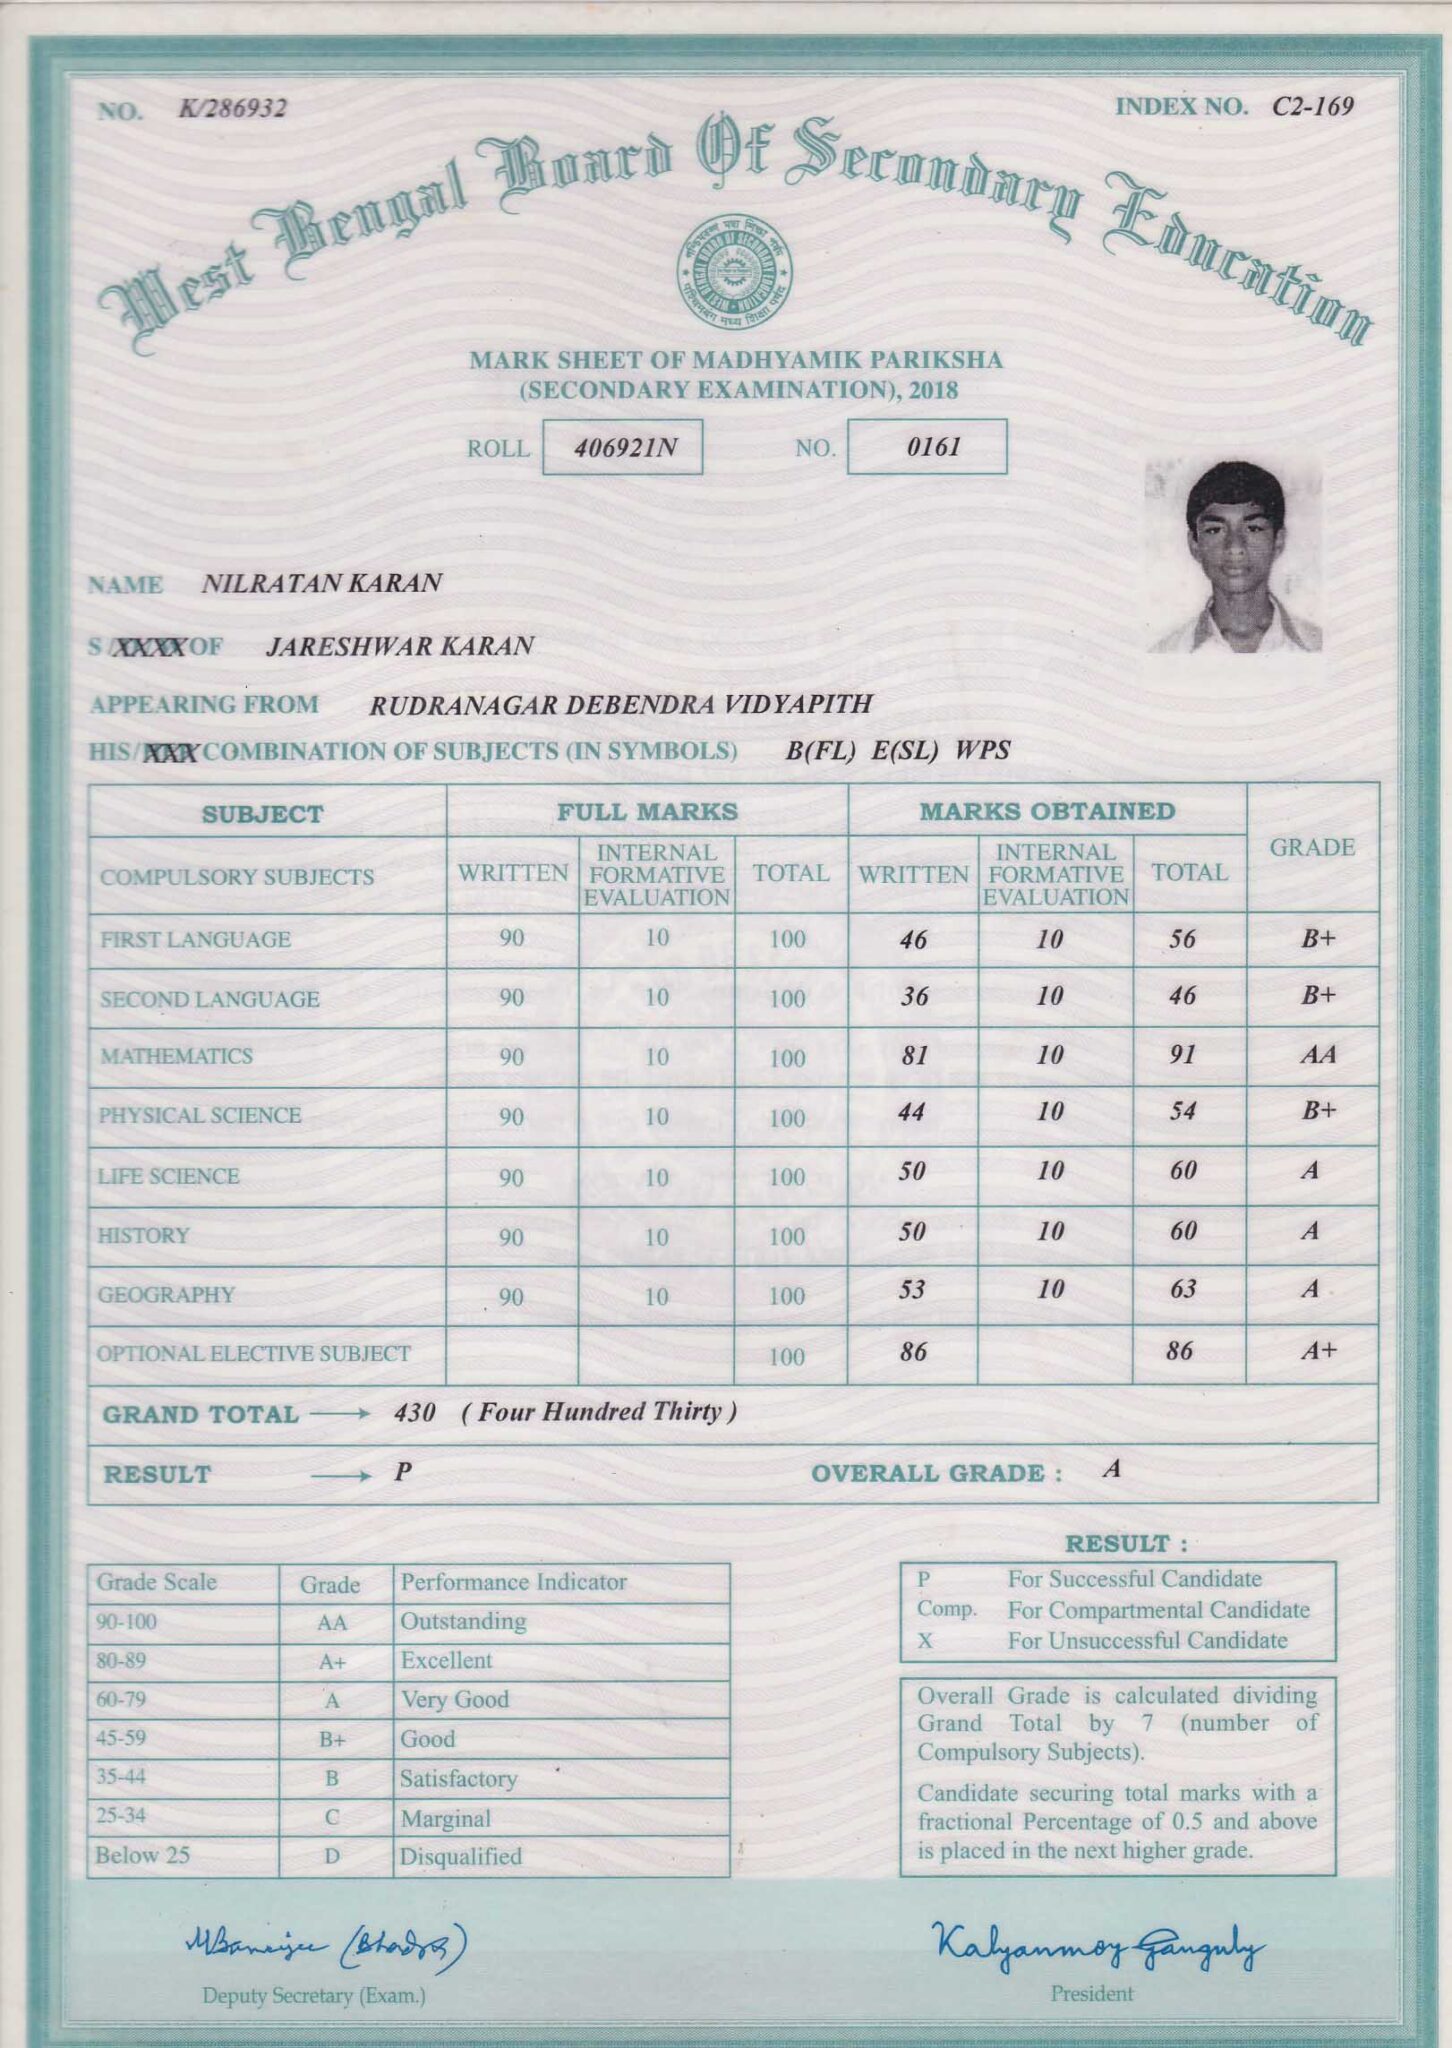 NO. K/286932 INDEX NO. C2-169
West Bengal Board Of Secondary Education
MARK SHEET OF MADHYAMIK PARIKSHA
(SECONDARY EXAMINATION), 2018
ROLL 406921N NO. 0161
NAME NILRATAN KARAN
S/XXXX OF JARESHWAR KARAN
APPEARING FROM RUDRANAGAR DEBENDRA VIDYAPITH
HIS/XXX COMBINATION OF SUBJECTS (IN SYMBOLS) B(FL) E(SL) WPS
SUBJECT FULL MARKS MARKS OBTAINED GRADE
COMPULSORY SUBJECTS WRITTEN INTERNAL FORMATIVE EVALUATION TOTAL WRITTEN INTERNAL FORMATIVE EVALUATION TOTAL
FIRST LANGUAGE 90 10 100 46 10 56 B+
SECOND LANGUAGE 90 10 100 36 10 46 B+
MATHEMATICS 90 10 100 81 10 91 AA
PHYSICAL SCIENCE 90 10 100 44 10 54 B+
LIFE SCIENCE 90 10 100 50 10 60 A
HISTORY 90 10 100 50 10 60 A
GEOGRAPHY 90 10 100 53 10 63 A
OPTIONAL ELECTIVE SUBJECT 100 86 86 A+
GRAND TOTAL → 430 ( Four Hundred Thirty )
RESULT → P OVERALL GRADE : A
Grade Scale Grade Performance Indicator
90-100 AA Outstanding
80-89 A+ Excellent
60-79 A Very Good
45-59 B+ Good
35-44 B Satisfactory
25-34 C Marginal
Below 25 D Disqualified
RESULT :
P For Successful Candidate
Comp. For Compartmental Candidate
X For Unsuccessful Candidate
Overall Grade is calculated dividing
Grand Total by 7 (number of
Compulsory Subjects).
Candidate securing total marks with a
fractional Percentage of 0.5 and above
is placed in the next higher grade.
MBanerjee (Bhadra)
Deputy Secretary (Exam.)
Kalyanmoy Ganguly
President